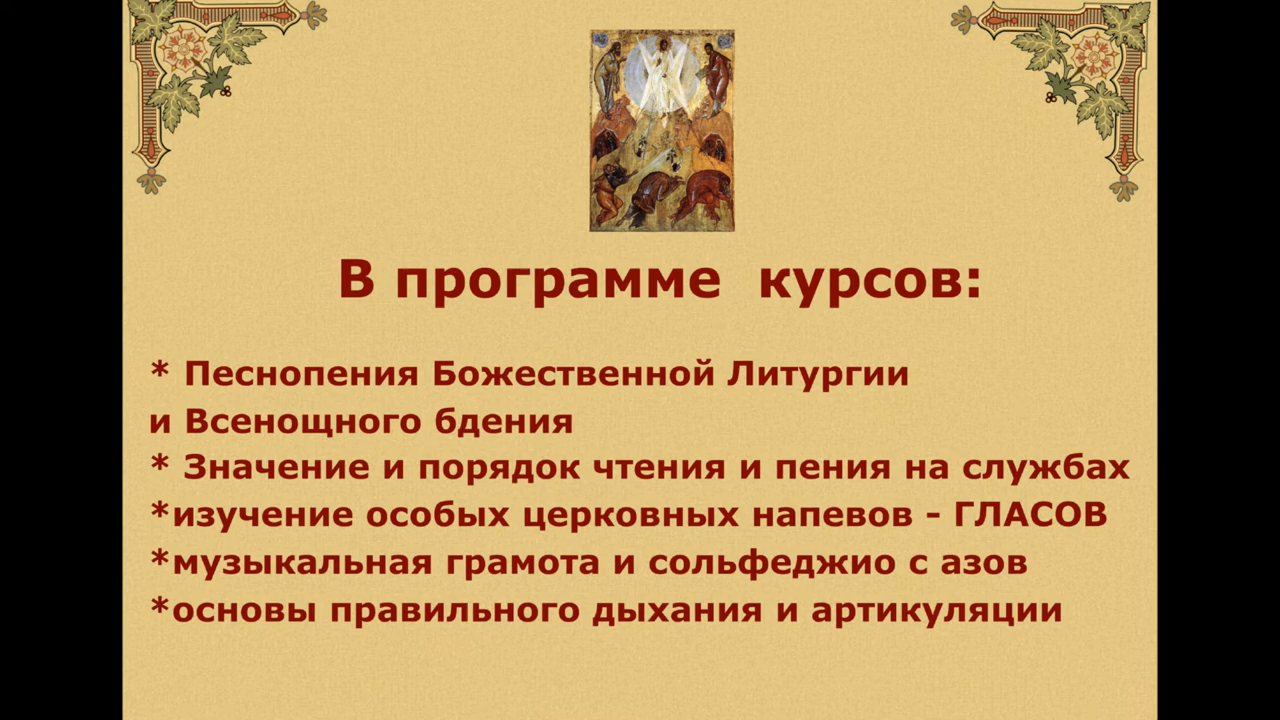 В программе курсов:
* Песнопения Божественной Литургии
и Всенощного бдения
* Значение и порядок чтения и пения на службах
*изучение особых церковных напевов - ГЛАСОВ
*музыкальная грамота и сольфеджио с азов
*основы правильного дыхания и артикуляции